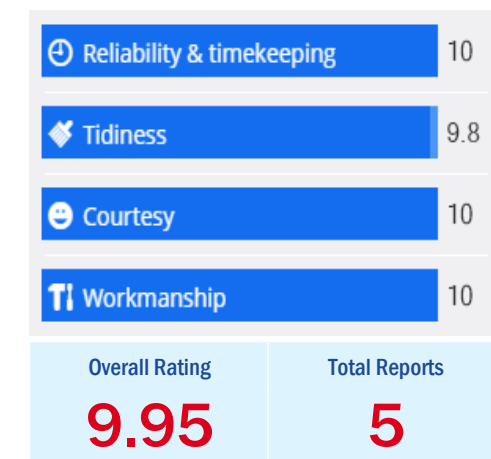 Reliability & timekeeping 10
Tidiness 9.8
Courtesy 10
Workmanship 10
Overall Rating Total Reports
9.95 5